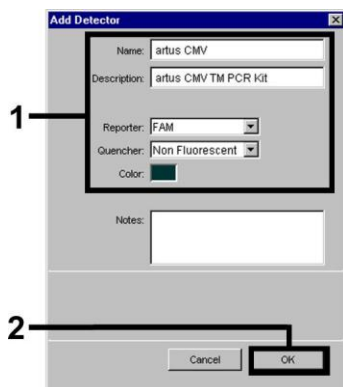 Add Detector
Name: artus CMV
Description: artus CMV TM PCR Kit
1
Reporter: FAM
Quencher: Non Fluorescent
Color:
Notes:
2
Cancel OK